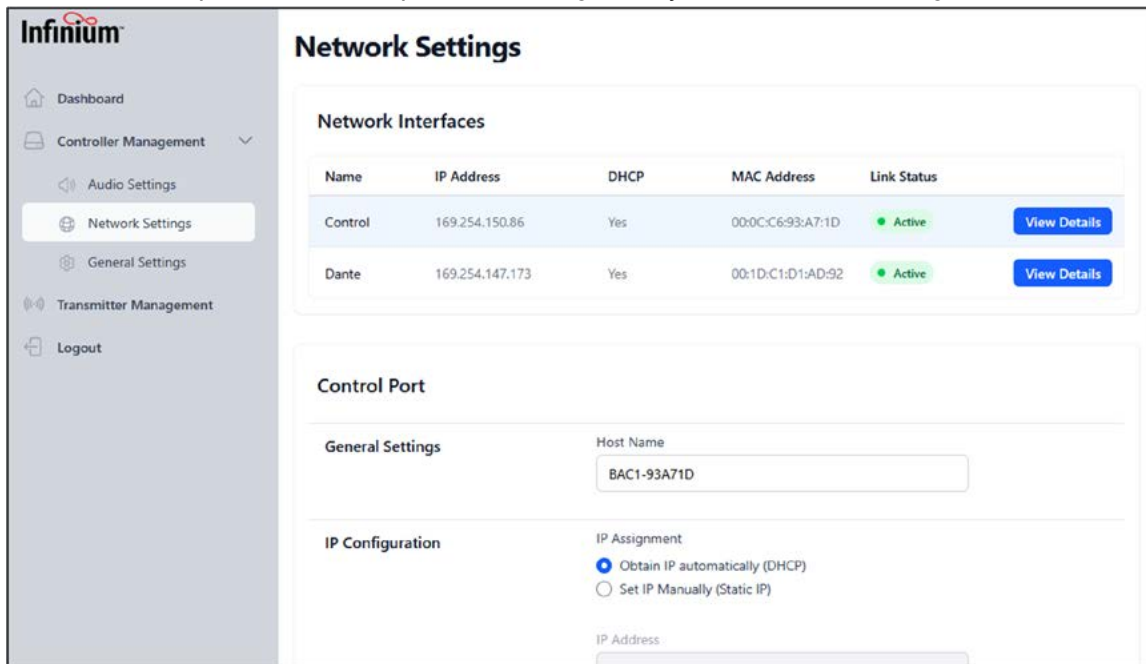 Infinium
Network Settings
Dashboard
Controller Management
Audio Settings
Network Settings
General Settings
Transmitter Management
Logout
Network Interfaces
Name IP Address DHCP MAC Address Link Status
Control 169.254.150.86 Yes 00:0C:C6:93:A7:1D Active View Details
Dante 169.254.147.173 Yes 00:1D:C1:D1:AD:92 Active View Details
Control Port
General Settings
Host Name
BAC1-93A71D
IP Configuration
IP Assignment
Obtain IP automatically (DHCP)
Set IP Manually (Static IP)
IP Address